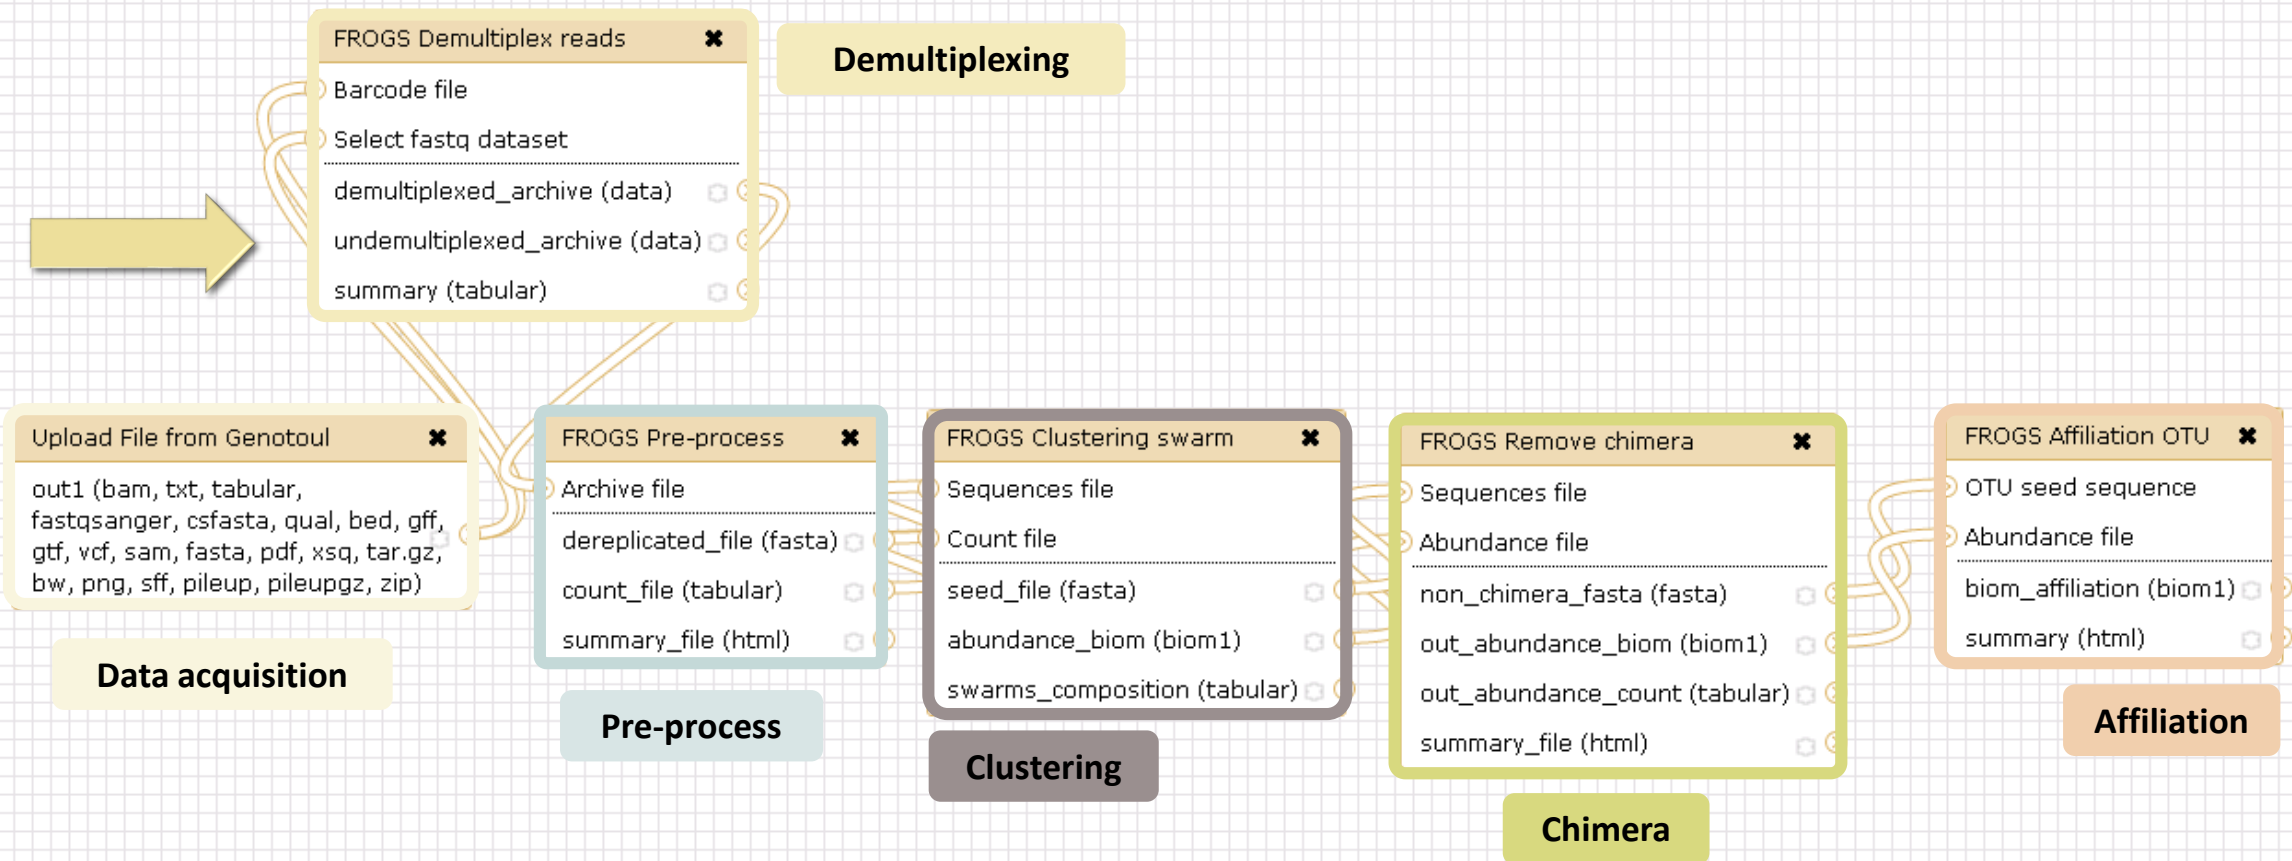 FROGS Demultiplex reads
Barcode file
Select fastq dataset
demultiplexed_archive (data)
undemultiplexed_archive (data)
summary (tabular)
Demultiplexing
Upload File from Genotoul
out1 (bam, txt, tabular,
fastqsanger, csfasta, qual, bed, gff,
gtf, vcf, sam, fasta, pdf, xsq, tar.gz,
bw, png, sff, pileup, pileupgz, zip)
Data acquisition
FROGS Pre-process
Archive file
dereplicated_file (fasta)
count_file (tabular)
summary_file (html)
Pre-process
FROGS Clustering swarm
Sequences file
Count file
seed_file (fasta)
abundance_biom (biom1)
swarms_composition (tabular)
Clustering
FROGS Remove chimera
Sequences file
Abundance file
non_chimera_fasta (fasta)
out_abundance_biom (biom1)
out_abundance_count (tabular)
summary_file (html)
Chimera
FROGS Affiliation OTU
OTU seed sequence
Abundance file
biom_affiliation (biom1)
summary (html)
Affiliation